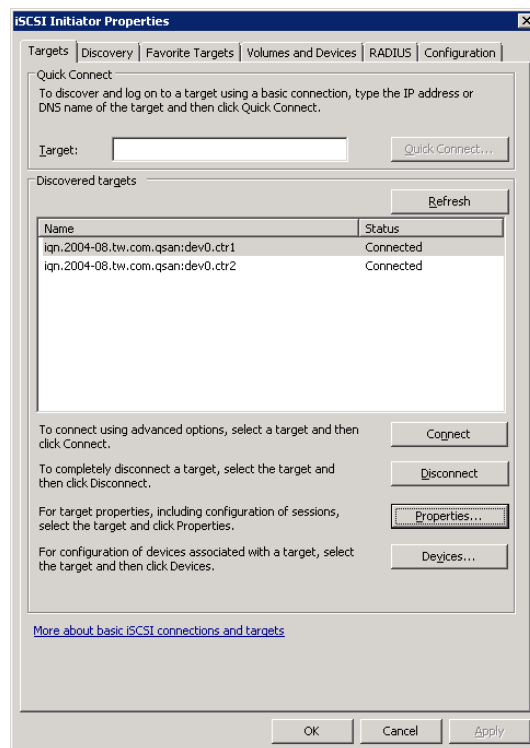 iSCSI Initiator Properties
Targets Discovery Favorite Targets Volumes and Devices RADIUS Configuration
Quick Connect
To discover and log on to a target using a basic connection, type the IP address or
DNS name of the target and then click Quick Connect.
Target:
Quick Connect...
Discovered targets
Refresh
Name Status
iqn.2004-08.tw.com.qsan:dev0.ctr1 Connected
iqn.2004-08.tw.com.qsan:dev0.ctr2 Connected
To connect using advanced options, select a target and then
click Connect.
Connect
To completely disconnect a target, select the target and
then click Disconnect.
Disconnect
For target properties, including configuration of sessions,
select the target and click Properties.
Properties...
For configuration of devices associated with a target, select
the target and then click Devices.
Devices...
More about basic iSCSI connections and targets
OK Cancel Apply